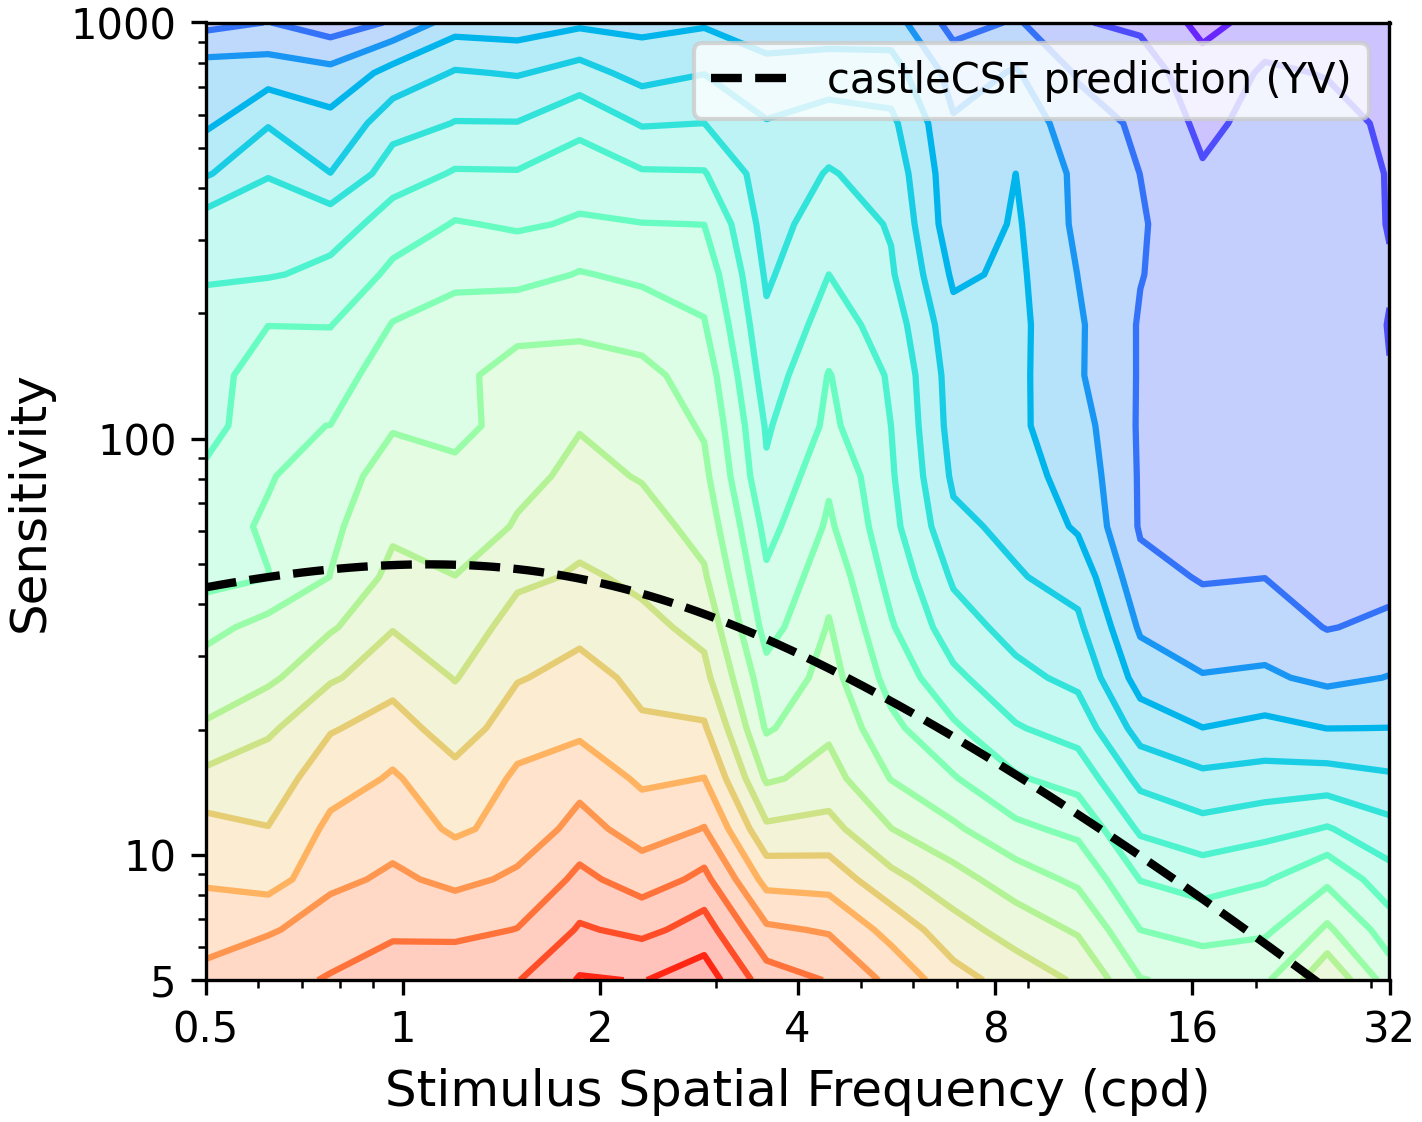 1000
castleCSF prediction (YV)
100
10
5
Sensitivity
0.5 1 2 4 8 16 32
Stimulus Spatial Frequency (cpd)